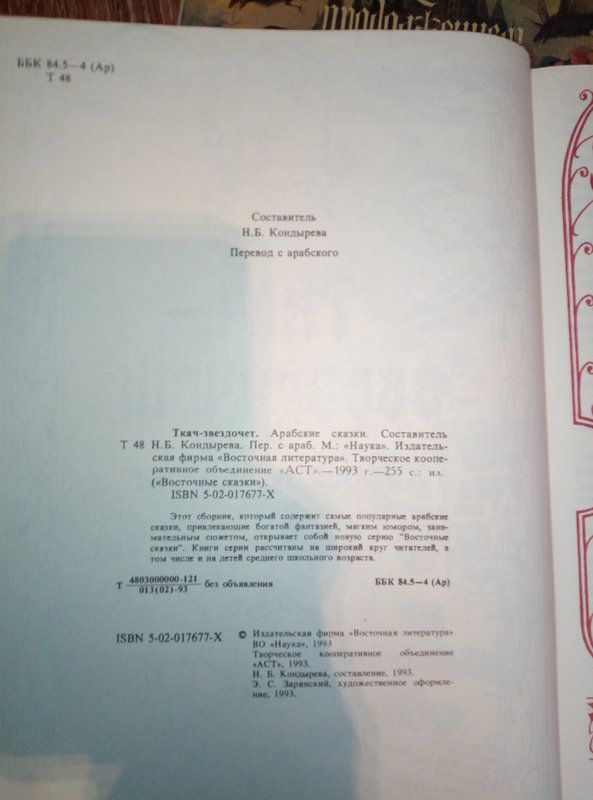 продолжением
ББК 84.5—4 (Ар)
Т 48
Составитель
Н.Б. Кондырева
Перевод с арабского
Ткач-звездочет. Арабские сказки. Составитель
Т 48 Н.Б. Кондырева. Пер. с араб. М.: «Наука». Издатель-
ская фирма «Восточная литература». Творческое коопе-
ративное объединение «АСТ».—1993 г.—255 с.: ил.
(«Восточные сказки»).
ISBN 5-02-017677-X
Этот сборник, который содержит самые популярные арабские
сказки, привлекающие богатой фантазией, мягким юмором, зани-
мательным сюжетом, открывает собой новую серию "Восточные
сказки". Книги серии рассчитаны на широкий круг читателей, в
том числе и на детей среднего школьного возраста.
Т 4803000000-121
013(02)-93 без объявления ББК 84.5—4 (Ар)
ISBN 5-02-017677-X © Издательская фирма «Восточная литература»
ВО «Наука», 1993
Творческое кооперативное объединение
«АСТ», 1993.
Н. Б. Кондырева, составление, 1993.
Э. С. Зарянский, художественное оформле-
ние, 1993.